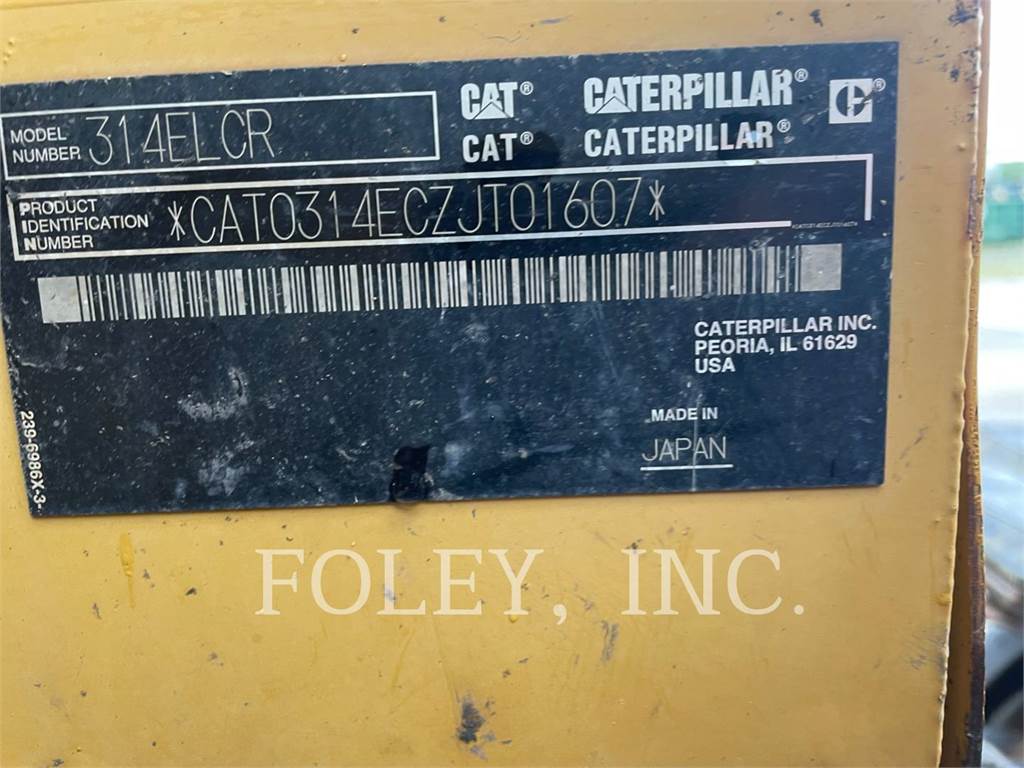 MODEL
NUMBER 314ELCR
CAT® CATERPILLAR®
CAT® CATERPILLAR®
PRODUCT
IDENTIFICATION
NUMBER *CAT0314ECZJT01607*
CATERPILLAR INC.
PEORIA, IL 61629
USA
MADE IN
JAPAN
239-6986X-3
FOLEY, INC.